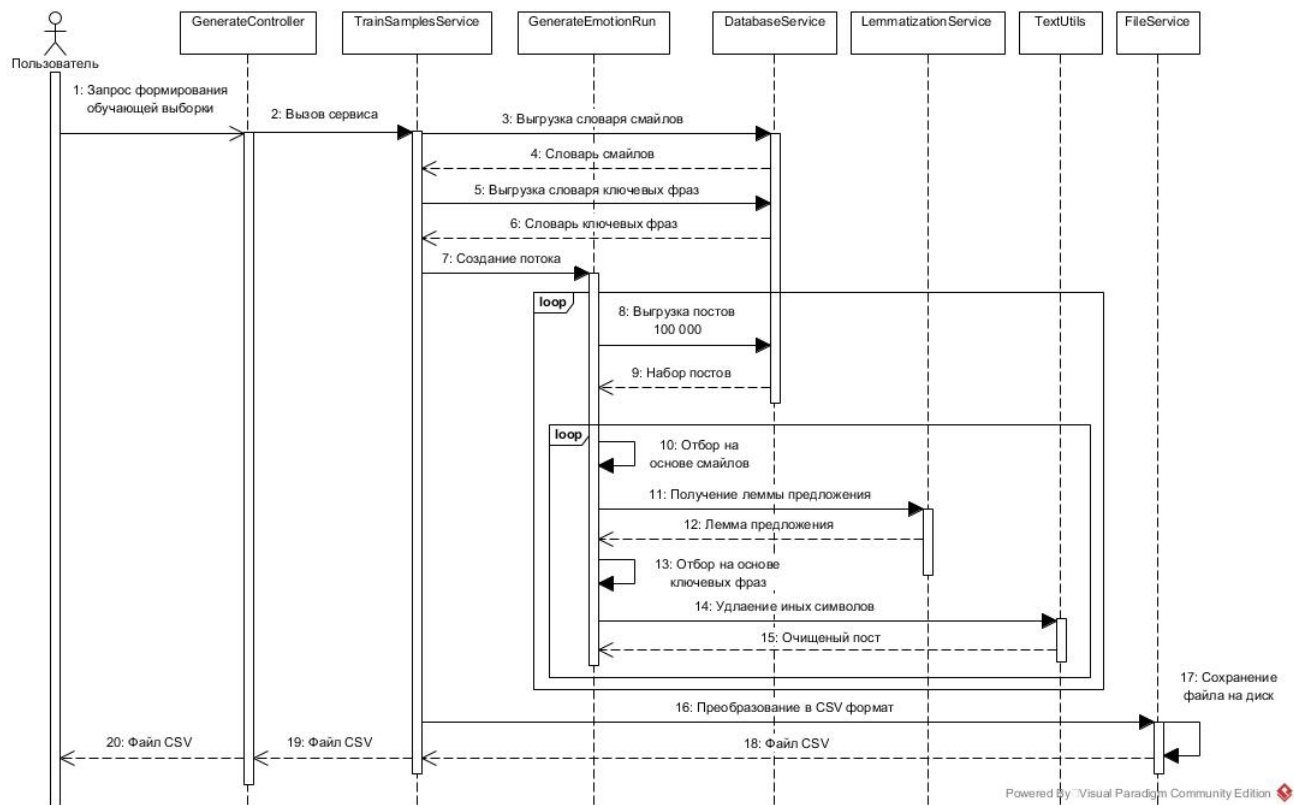 GenerateController
TrainSamplesService
GenerateEmotionRun
DatabaseService
LemmatizationService
TextUtils
FileService
Пользователь
1: Запрос формирования
обучающей выборки
2: Вызов сервиса
3: Выгрузка словаря смайлов
4: Словарь смайлов
5: Выгрузка словаря ключевых фраз
6: Словарь ключевых фраз
7: Создание потока
loop
8: Выгрузка постов
100 000
9: Набор постов
loop
10: Отбор на
основе смайлов
11: Получение леммы предложения
12: Лемма предложения
13: Отбор на основе
ключевых фраз
14: Удлаение иных символов
15: Очищеный пост
17: Сохранение
файла на диск
16: Преобразование в CSV формат
20: Файл CSV
19: Файл CSV
18: Файл CSV
Powered By Visual Paradigm Community Edition